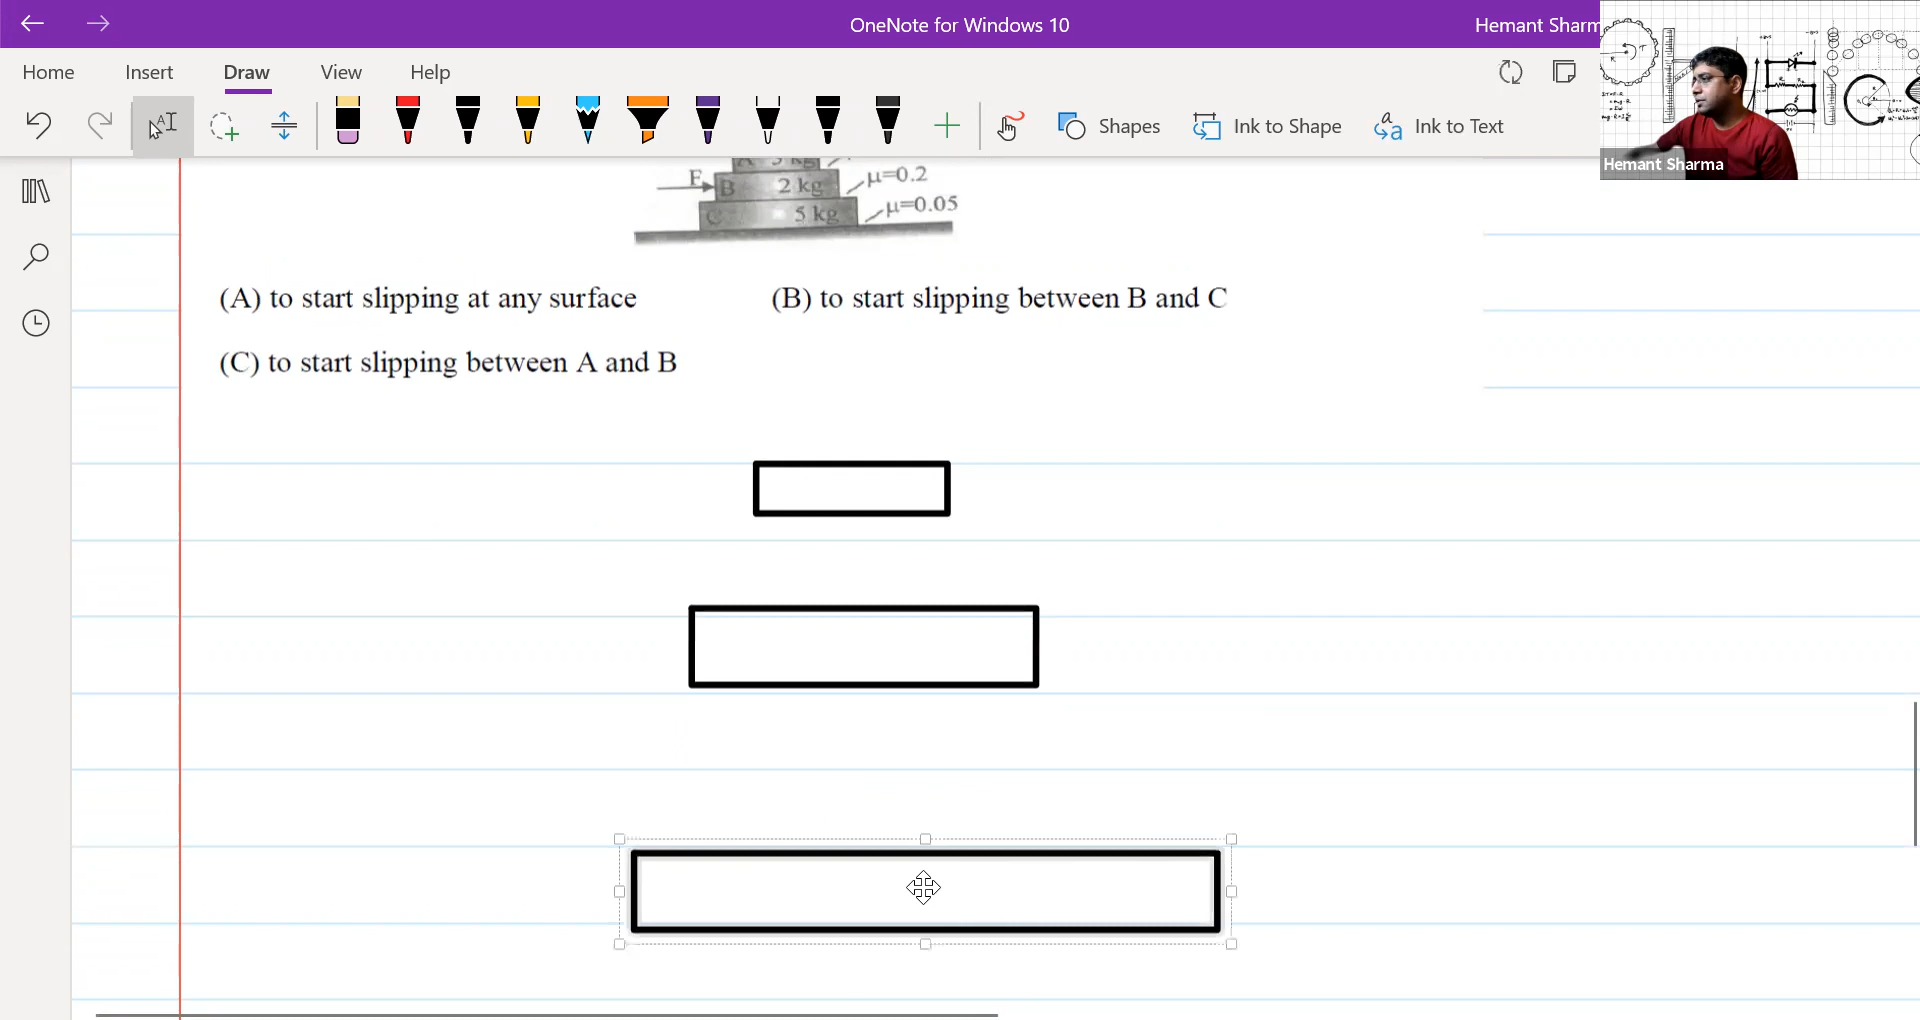 OneNote for Windows 10
Hemant Sharm
Home Insert Draw View Help
Shapes Ink to Shape Ink to Text
Hemant Sharma
A 3 kg
F B 2 kg μ=0.2
C 5 kg μ=0.05
(A) to start slipping at any surface (B) to start slipping between B and C
(C) to start slipping between A and B